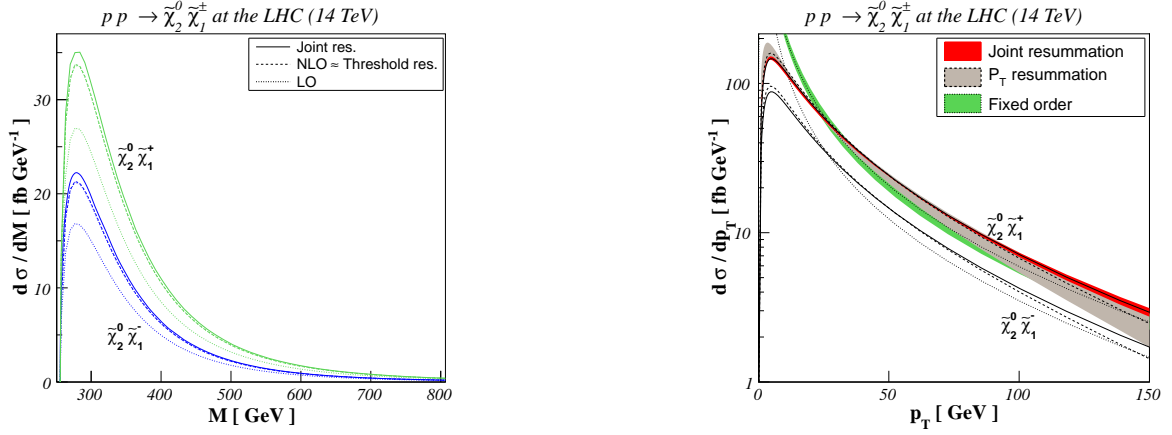 p p → χ̃₂⁰ χ̃₁± at the LHC (14 TeV)
Joint res.
NLO ≈ Threshold res.
LO
d σ / dM [ fb GeV⁻¹ ]
30
20
10
0
χ̃₂⁰ χ̃₁⁺
χ̃₂⁰ χ̃₁⁻
300 400 500 600 700 800
M [ GeV ]
p p → χ̃₂⁰ χ̃₁± at the LHC (14 TeV)
Joint resummation
P_T resummation
Fixed order
d σ / dp_T [ fb GeV⁻¹ ]
100
10
1
χ̃₂⁰ χ̃₁⁺
χ̃₂⁰ χ̃₁⁻
0 50 100 150
p_T [ GeV ]